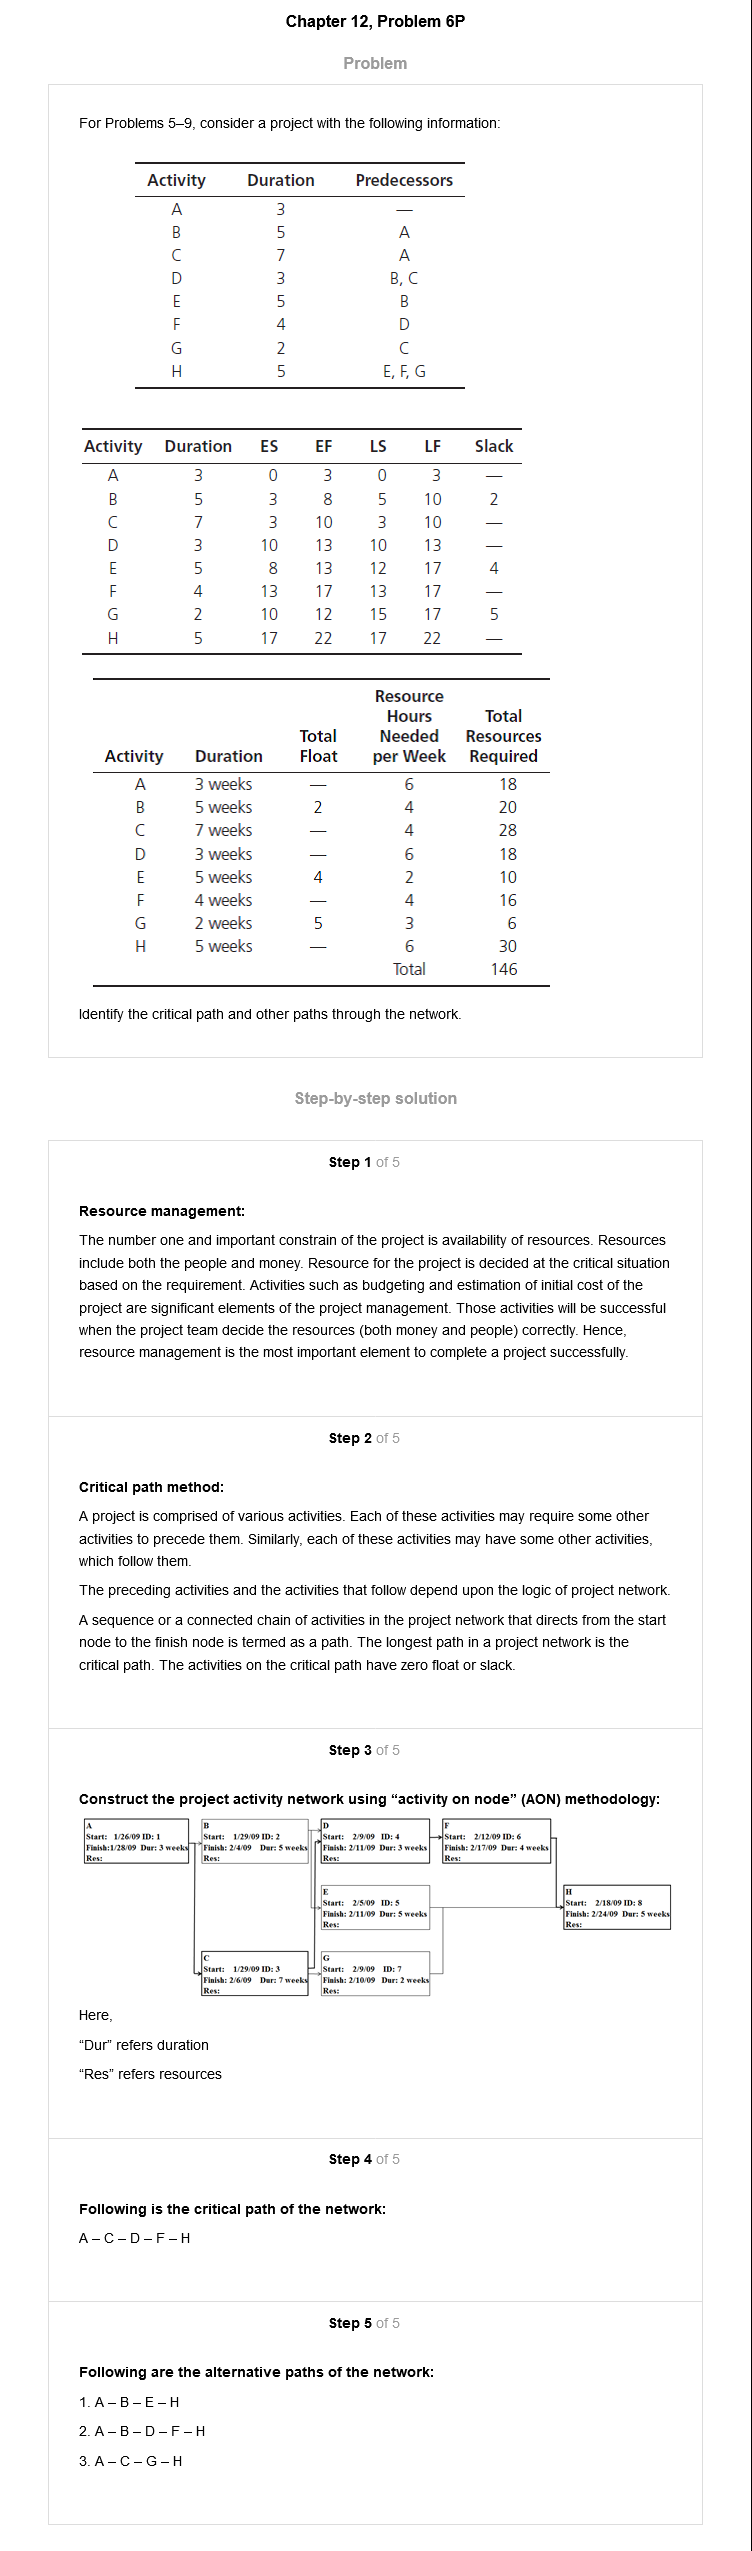 Chapter 12, Problem 6P
Problem
For Problems 5–9, consider a project with the following information:
Activity Duration Predecessors
A 3 —
B 5 A
C 7 A
D 3 B, C
E 5 B
F 4 D
G 2 C
H 5 E, F, G
Activity Duration ES EF LS LF Slack
A 3 0 3 0 3 —
B 5 3 8 5 10 2
C 7 3 10 3 10 —
D 3 10 13 10 13 —
E 5 8 13 12 17 4
F 4 13 17 13 17 —
G 2 10 12 15 17 5
H 5 17 22 17 22 —
Resource
Hours Total
Total Needed Resources
Activity Duration Float per Week Required
A 3 weeks — 6 18
B 5 weeks 2 4 20
C 7 weeks — 4 28
D 3 weeks — 6 18
E 5 weeks 4 2 10
F 4 weeks — 4 16
G 2 weeks 5 3 6
H 5 weeks — 6 30
Total 146
Identify the critical path and other paths through the network.
Step-by-step solution
Step 1 of 5
Resource management:
The number one and important constrain of the project is availability of resources. Resources
include both the people and money. Resource for the project is decided at the critical situation
based on the requirement. Activities such as budgeting and estimation of initial cost of the
project are significant elements of the project management. Those activities will be successful
when the project team decide the resources (both money and people) correctly. Hence,
resource management is the most important element to complete a project successfully.
Step 2 of 5
Critical path method:
A project is comprised of various activities. Each of these activities may require some other
activities to precede them. Similarly, each of these activities may have some other activities,
which follow them.
The preceding activities and the activities that follow depend upon the logic of project network.
A sequence or a connected chain of activities in the project network that directs from the start
node to the finish node is termed as a path. The longest path in a project network is the
critical path. The activities on the critical path have zero float or slack.
Step 3 of 5
Construct the project activity network using “activity on node” (AON) methodology:
A
Start: 1/26/09 ID: 1
Finish:1/28/09 Dur: 3 weeks
Res:
B
Start: 1/29/09 ID: 2
Finish: 2/4/09 Dur: 5 weeks
Res:
D
Start: 2/9/09 ID: 4
Finish: 2/11/09 Dur: 3 weeks
Res:
F
Start: 2/12/09 ID: 6
Finish: 2/17/09 Dur: 4 weeks
Res:
E
Start: 2/5/09 ID: 5
Finish: 2/11/09 Dur: 5 weeks
Res:
H
Start: 2/18/09 ID: 8
Finish: 2/24/09 Dur: 5 weeks
Res:
C
Start: 1/29/09 ID: 3
Finish: 2/6/09 Dur: 7 weeks
Res:
G
Start: 2/9/09 ID: 7
Finish: 2/10/09 Dur: 2 weeks
Res:
Here,
“Dur” refers duration
“Res” refers resources
Step 4 of 5
Following is the critical path of the network:
A – C – D – F – H
Step 5 of 5
Following are the alternative paths of the network:
1. A – B – E – H
2. A – B – D – F – H
3. A – C – G – H